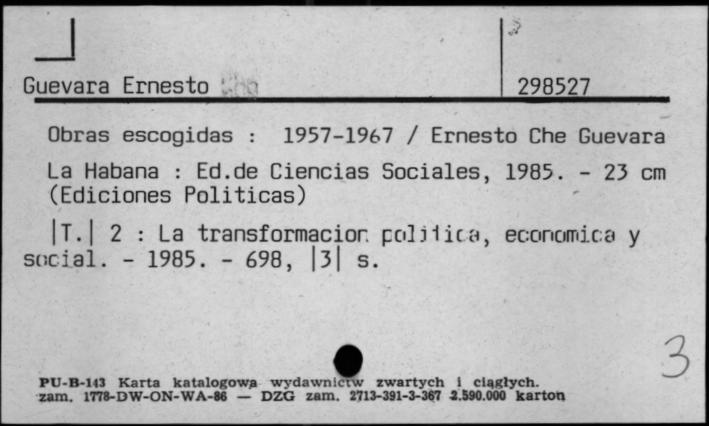 Guevara Ernesto
298527
Obras escogidas : 1957-1967 / Ernesto Che Guevara
La Habana : Ed.de Ciencias Sociales, 1985. - 23 cm
(Ediciones Politicas)
|T.| 2 : La transformacion politica, economica y
social. - 1985. - 698, |3| s.
3
PU-B-143 Karta katalogowa wydawnictw zwartych i ciągłych.
zam. 1778-DW-ON-WA-86 — DZG zam. 2713-391-3-367 2.590.000 karton